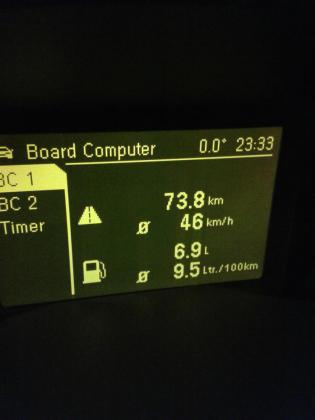 Board Computer 0.0° 23:33
BC 1
BC 2
Timer
73.8 km
ø 46 km/h
6.9 L
ø 9.5 Ltr./100km